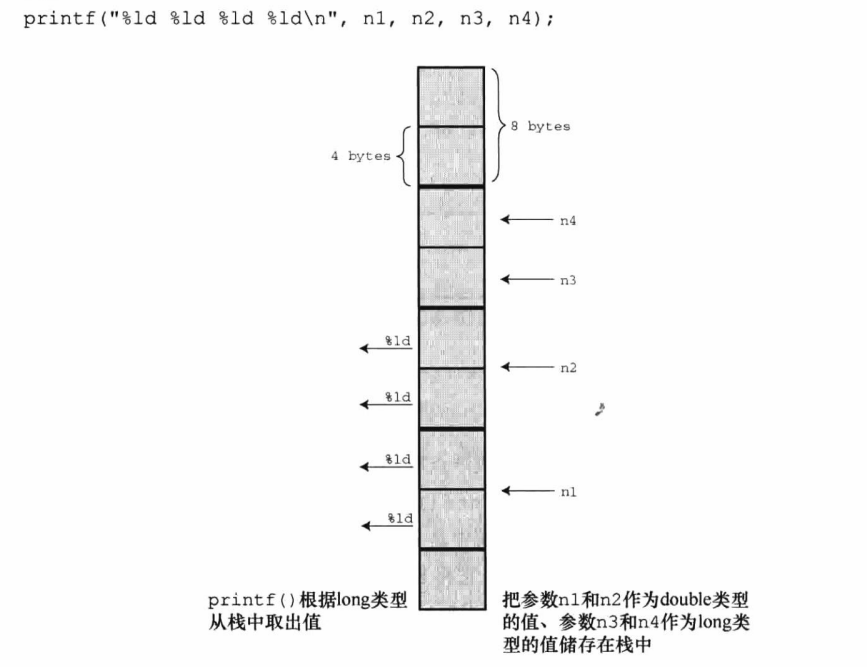 printf("%ld %ld %ld %ld\n", n1, n2, n3, n4);
8 bytes
4 bytes
n4
n3
%ld
n2
%ld
%ld
n1
%ld
printf()根据long类型
从栈中取出值
把参数n1和n2作为double类型
的值、参数n3和n4作为long类
型的值储存在栈中